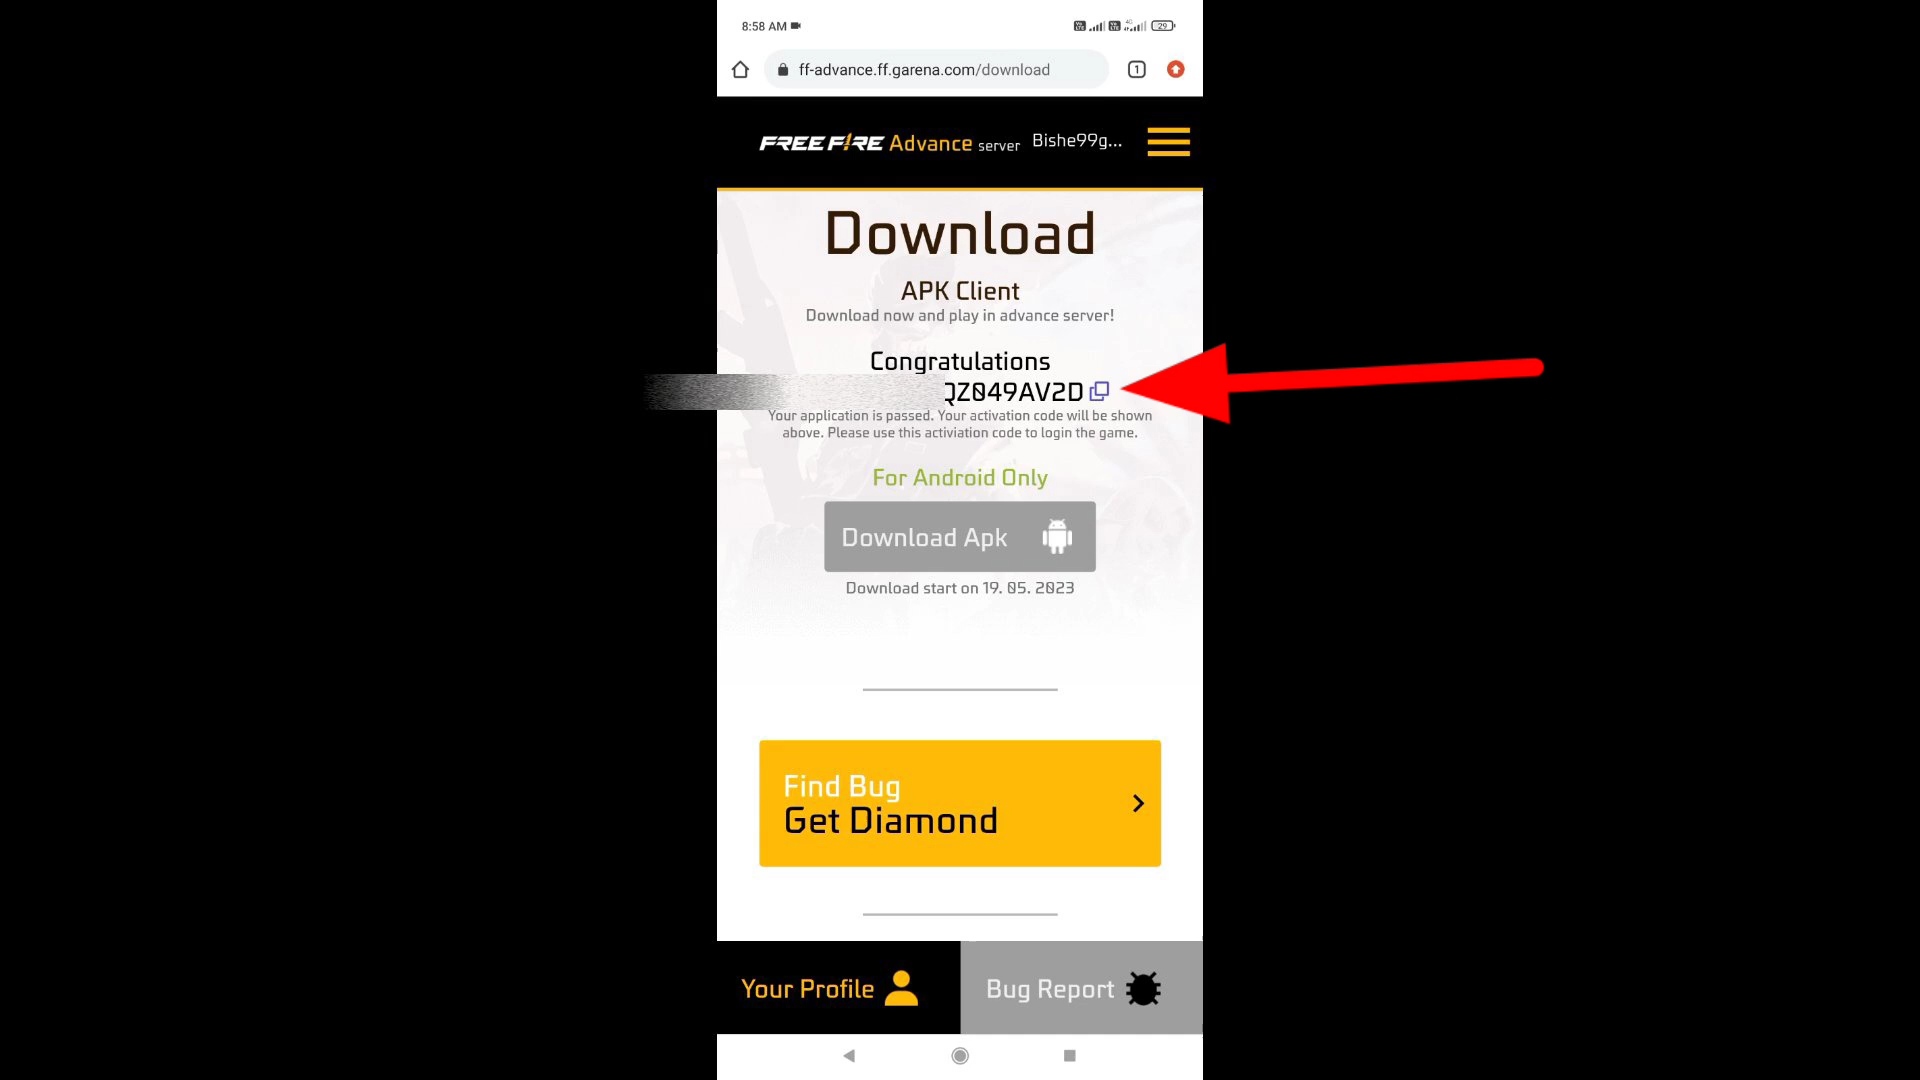 8:58 AM
29
ff-advance.ff.garena.com/download
1
FREE FIRE Advance server Bishe99g...
Download
APK Client
Download now and play in advance server!
Congratulations
QZ049AV2D
Your application is passed. Your activation code will be shown
above. Please use this activiation code to login the game.
For Android Only
Download Apk
Download start on 19. 05. 2023
Find Bug
Get Diamond
Your Profile
Bug Report